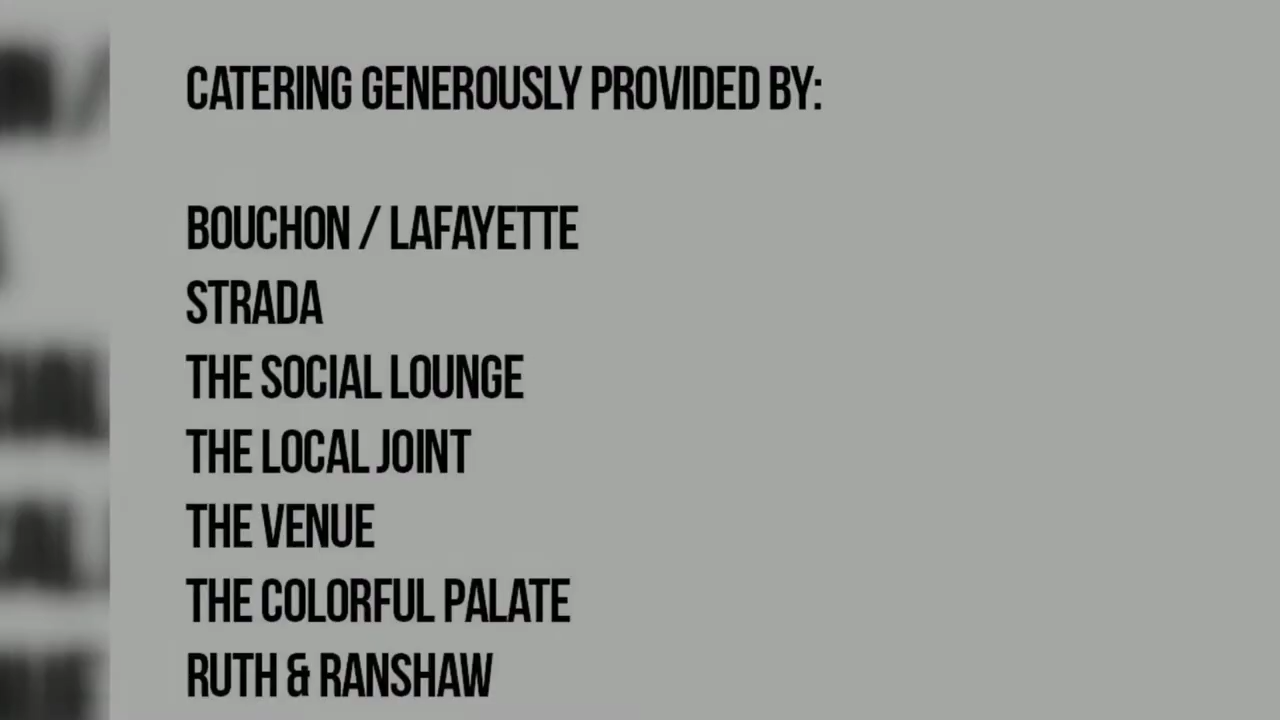 CATERING GENEROUSLY PROVIDED BY:
BOUCHON / LAFAYETTE
STRADA
THE SOCIAL LOUNGE
THE LOCAL JOINT
THE VENUE
THE COLORFUL PALATE
RUTH & RANSHAW